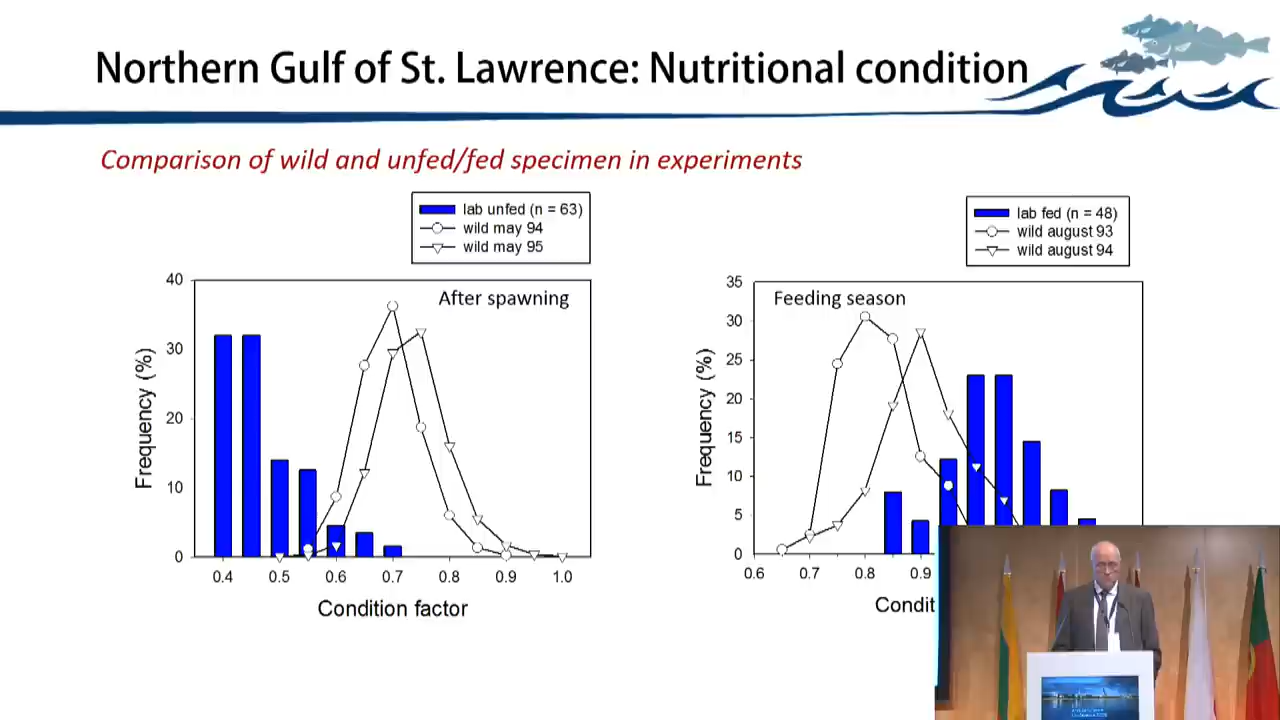 Northern Gulf of St. Lawrence: Nutritional condition
Comparison of wild and unfed/fed specimen in experiments
lab unfed (n = 63)
wild may 94
wild may 95
After spawning
40
30
20
10
0
Frequency (%)
0.4 0.5 0.6 0.7 0.8 0.9 1.0
Condition factor
lab fed (n = 48)
wild august 93
wild august 94
Feeding season
35
30
25
20
15
10
5
0
Frequency (%)
0.6 0.7 0.8 0.9
Condit